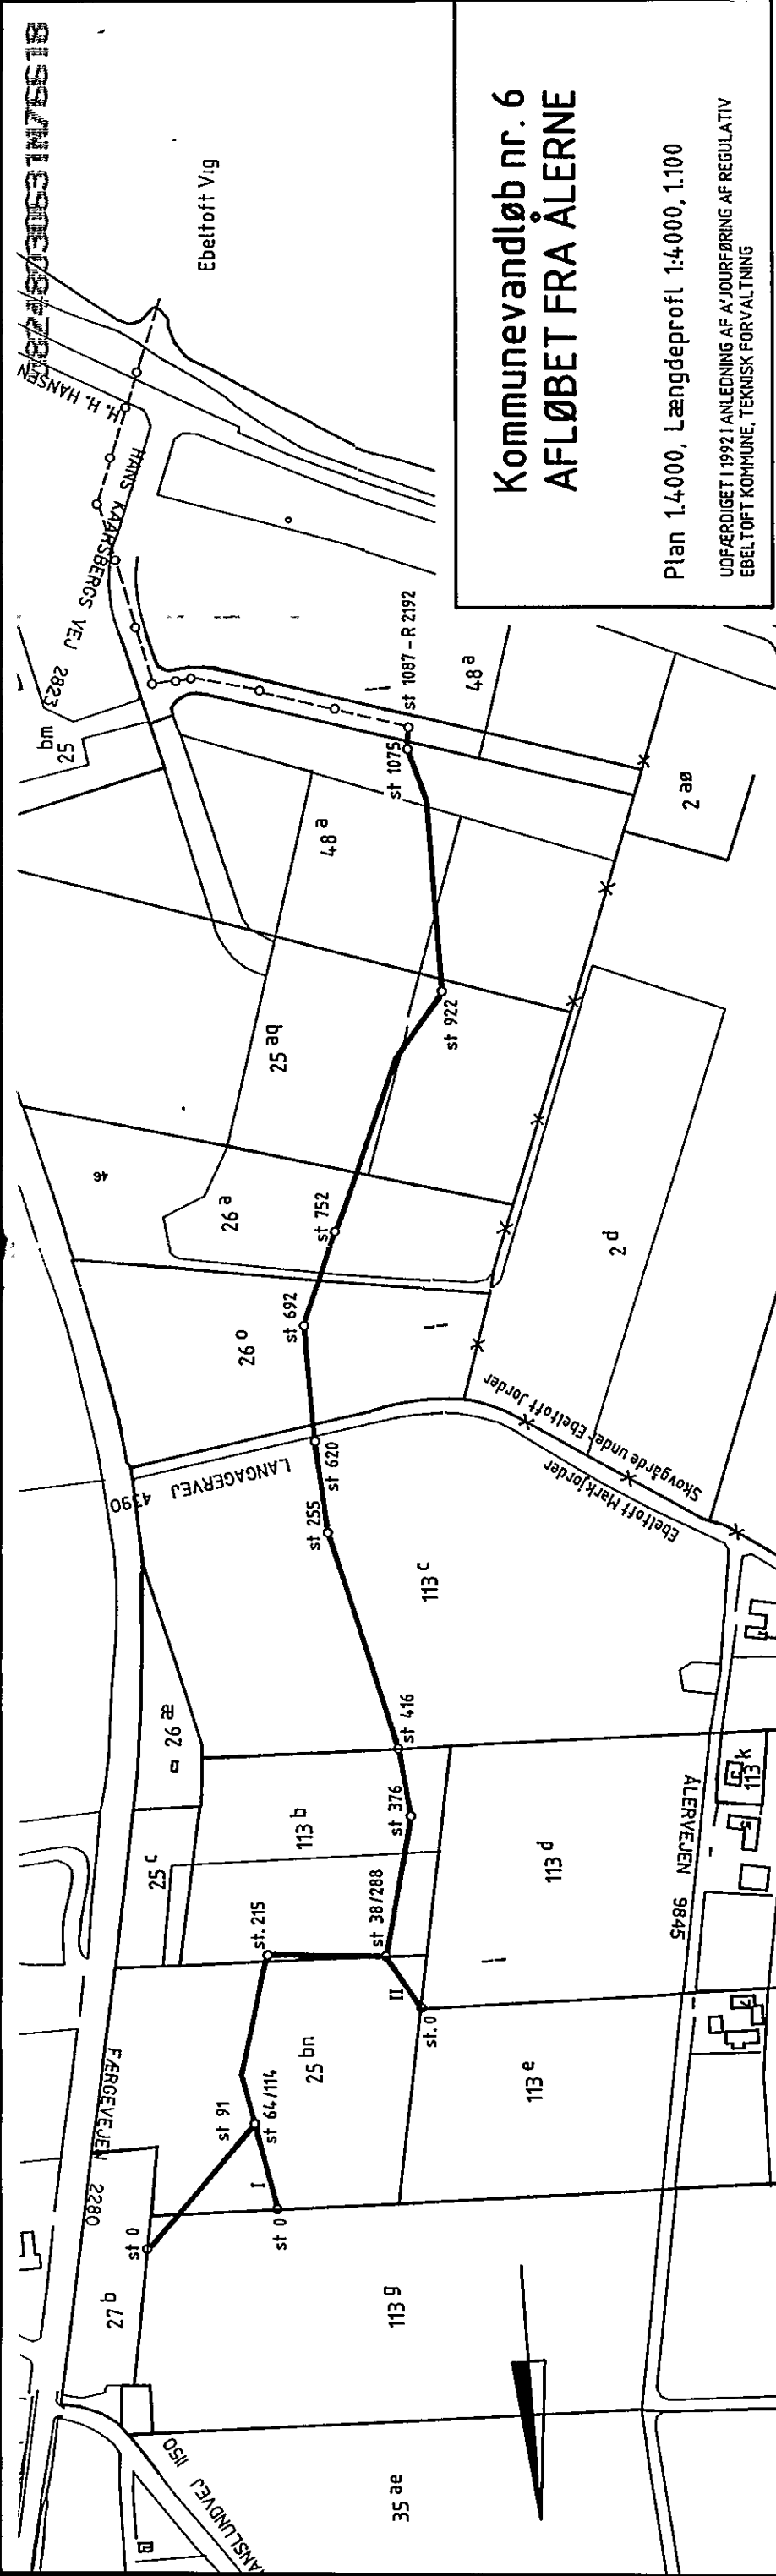 Kommunevandløb nr. 6
AFLØBET FRA ÅLERNE
Plan 1.4000, Længdeprofil 1:4000, 1.100
UDFÆRDIGET I 1992 I ANLEDNING AF A'JOURFØRING AF REGULATIV
EBELTOFT KOMMUNE, TEKNISK FORVALTNING
Ebeltoft Vig
H. H. HANSEN
HANS KAARSBERGS VEJ 2823
bm
25
48 a
st 1087 - R 2192
st 1075
48 a
2 aø
25 aq
st 922
46
26 a
st 752
2 d
26 o
st 692
LANGAGERVEJ 4390
st 620
st 255
Skovgårde under Ebeltoft Jorder
Ebeltoft Markjorder
113 c
26 æ
st 416
113 b
st 376
25 c
113 d
113 k
ÅLERVEJEN 9845
st. 215
st 38/288
II
st. 0
25 bn
113 e
st 91
st 64/114
I
st 0
FÆRGEVEJEN 2280
st 0
27 b
113 g
ANSLUNDVEJ 1150
35 ae
3
5
7